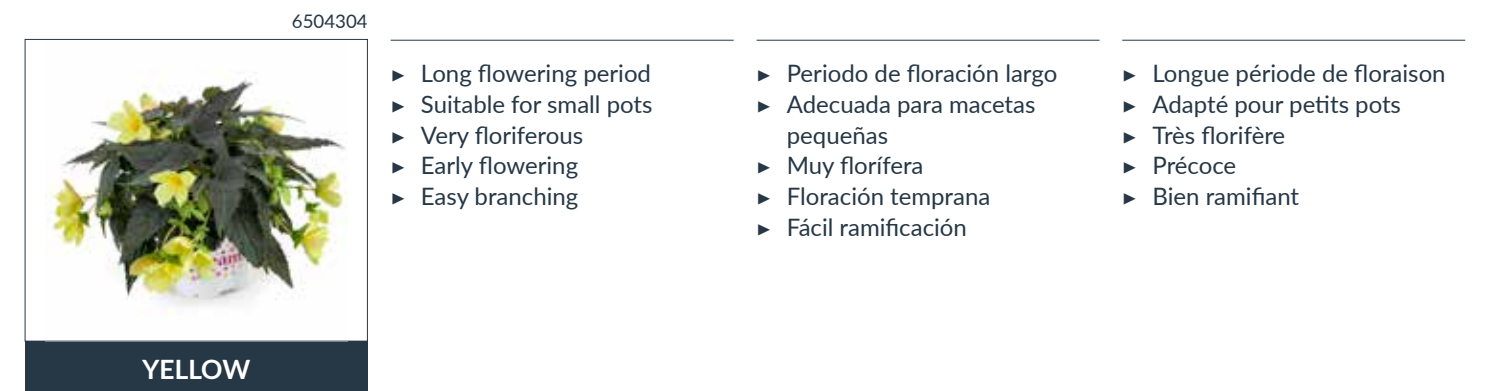 6504304
► Long flowering period
► Suitable for small pots
► Very floriferous
► Early flowering
► Easy branching
► Periodo de floración largo
► Adecuada para macetas
pequeñas
► Muy florífera
► Floración temprana
► Fácil ramificación
► Longue période de floraison
► Adapté pour petits pots
► Très florifère
► Précoce
► Bien ramifiant
YELLOW